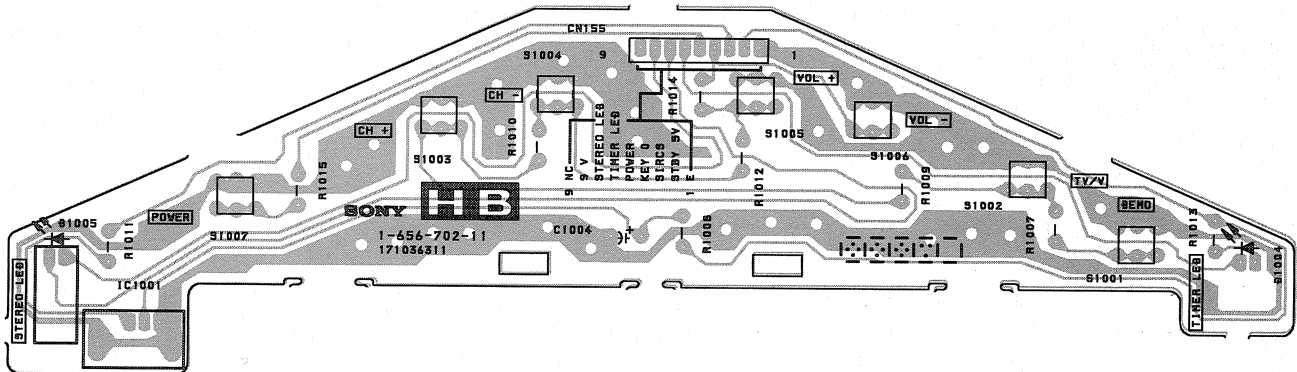 CN155
S1004
9
1
VOL +
R1014
CH -
VOL -
CH +
R1010
S1005
S1003
S1006
9 NC
9 V
STEREO LED
TIMER LED
POWER
KEY 0
SIRCS
STBY 5V
1 E
R1015
R1012
R1009
TV/V
HB
SONY
S1002
DEMO
POWER
D1005
R1011
S1007
1-656-702-11
171036311
C1004
R1008
R1007
R1013
D1004
S1001
IC1001
STEREO LED
TIMER LED